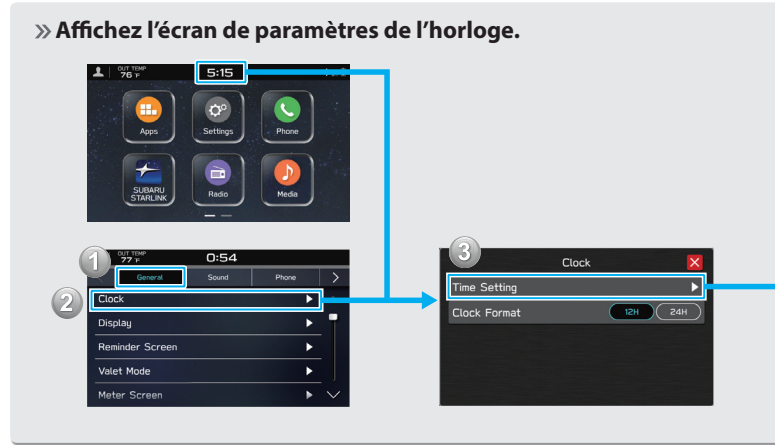 » Affichez l'écran de paramètres de l'horloge.
OUT TEMP
76 °F
5:15
Apps
Settings
Phone
SUBARU
STARLINK
Radio
Media
1
OUT TEMP
77 °F
0:54
General
Sound
Phone
2
Clock
Display
Reminder Screen
Valet Mode
Meter Screen
3
Clock
Time Setting
Clock Format
12H
24H